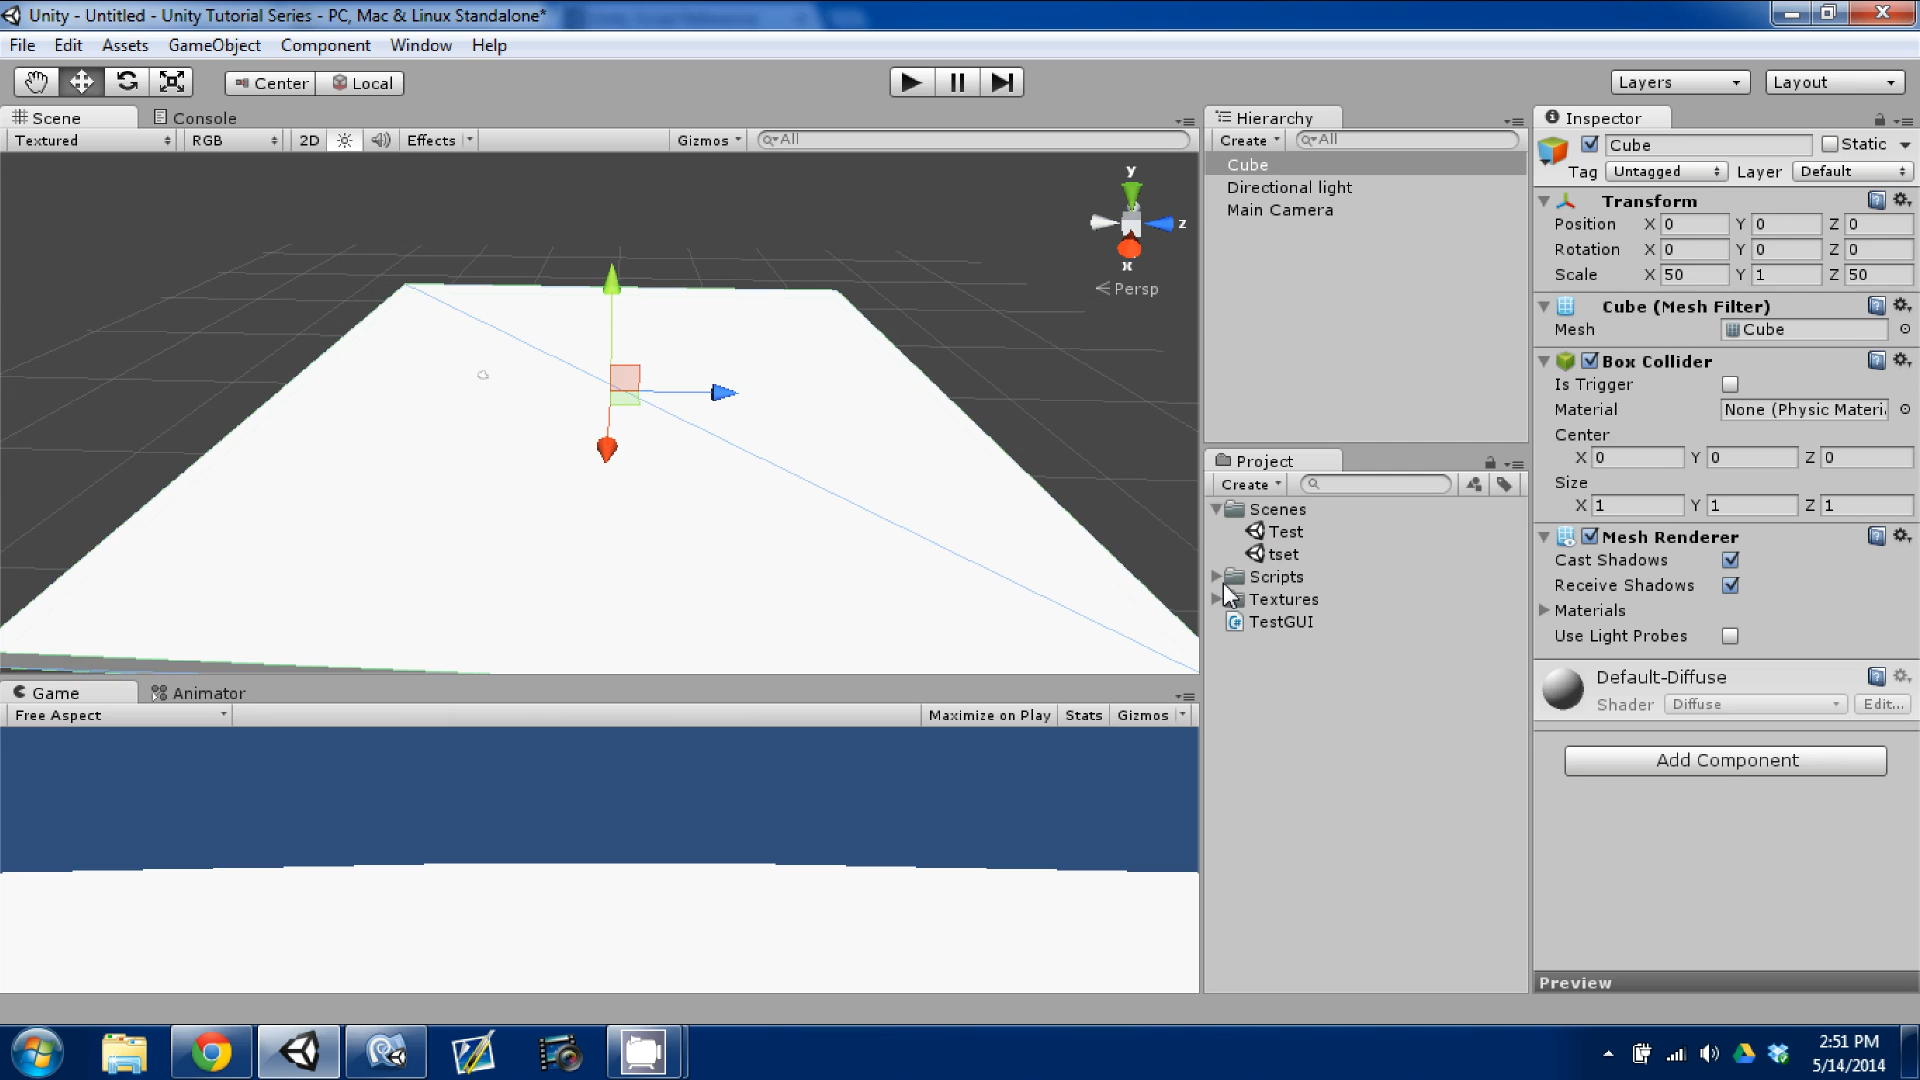 Unity - Untitled - Unity Tutorial Series - PC, Mac & Linux Standalone*
File Edit Assets GameObject Component Window Help
Center Local Layers Layout
Scene Console
Textured RGB 2D Effects Gizmos All
y
z
x
Persp
Hierarchy
Create All
Cube
Directional light
Main Camera
Project
Create
Scenes
Test
tset
Scripts
Textures
TestGUI
Inspector
Cube Static
Tag Untagged Layer Default
Transform
Position X 0 Y 0 Z 0
Rotation X 0 Y 0 Z 0
Scale X 50 Y 1 Z 50
Cube (Mesh Filter)
Mesh Cube
Box Collider
Is Trigger
Material None (Physic Materi
Center
X 0 Y 0 Z 0
Size
X 1 Y 1 Z 1
Mesh Renderer
Cast Shadows
Receive Shadows
Materials
Use Light Probes
Default-Diffuse
Shader Diffuse Edit...
Add Component
Preview
Game Animator
Free Aspect Maximize on Play Stats Gizmos
2:51 PM
5/14/2014